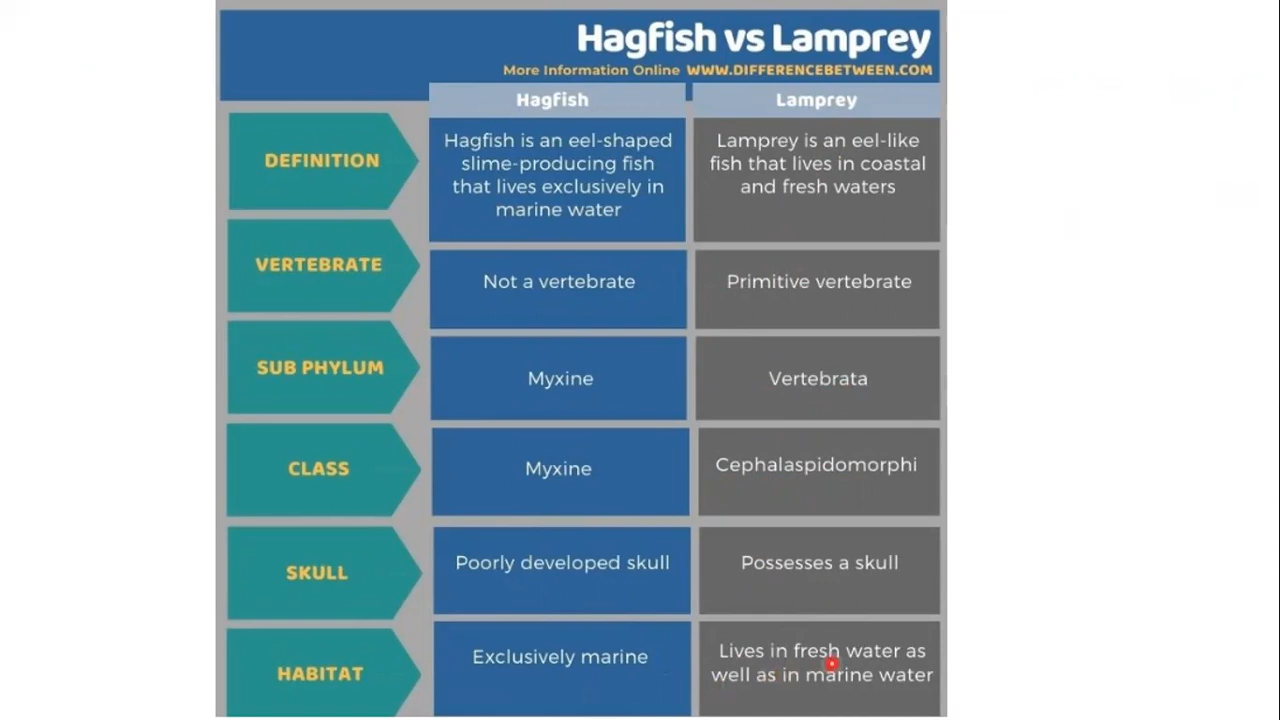 Hagfish vs Lamprey
More Information Online WWW.DIFFERENCEBETWEEN.COM
Hagfish
Lamprey
DEFINITION
Hagfish is an eel-shaped
slime-producing fish
that lives exclusively in
marine water
Lamprey is an eel-like
fish that lives in coastal
and fresh waters
VERTEBRATE
Not a vertebrate
Primitive vertebrate
SUB PHYLUM
Myxine
Vertebrata
CLASS
Myxine
Cephalaspidomorphi
SKULL
Poorly developed skull
Possesses a skull
HABITAT
Exclusively marine
Lives in fresh water as
well as in marine water